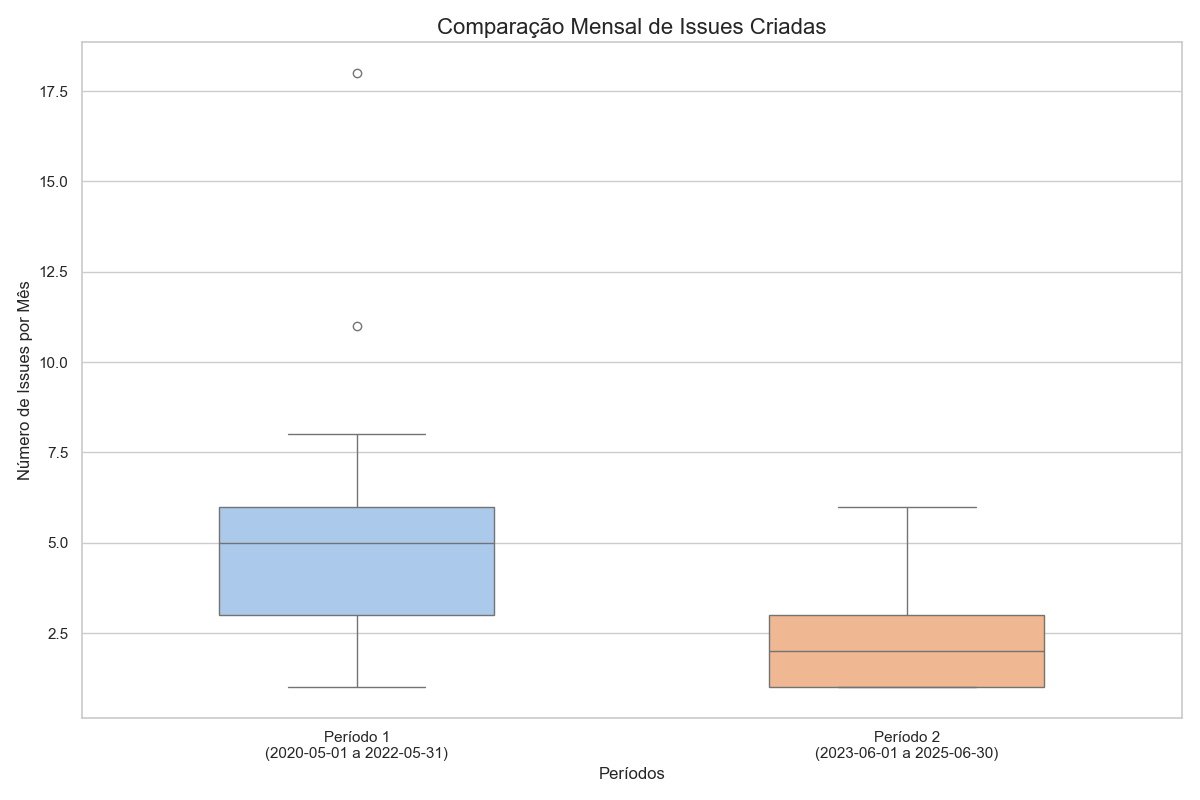 Comparação Mensal de Issues Criadas
Número de Issues por Mês
17.5
15.0
12.5
10.0
7.5
5.0
2.5
Período 1
(2020-05-01 a 2022-05-31)
Período 2
(2023-06-01 a 2025-06-30)
Períodos